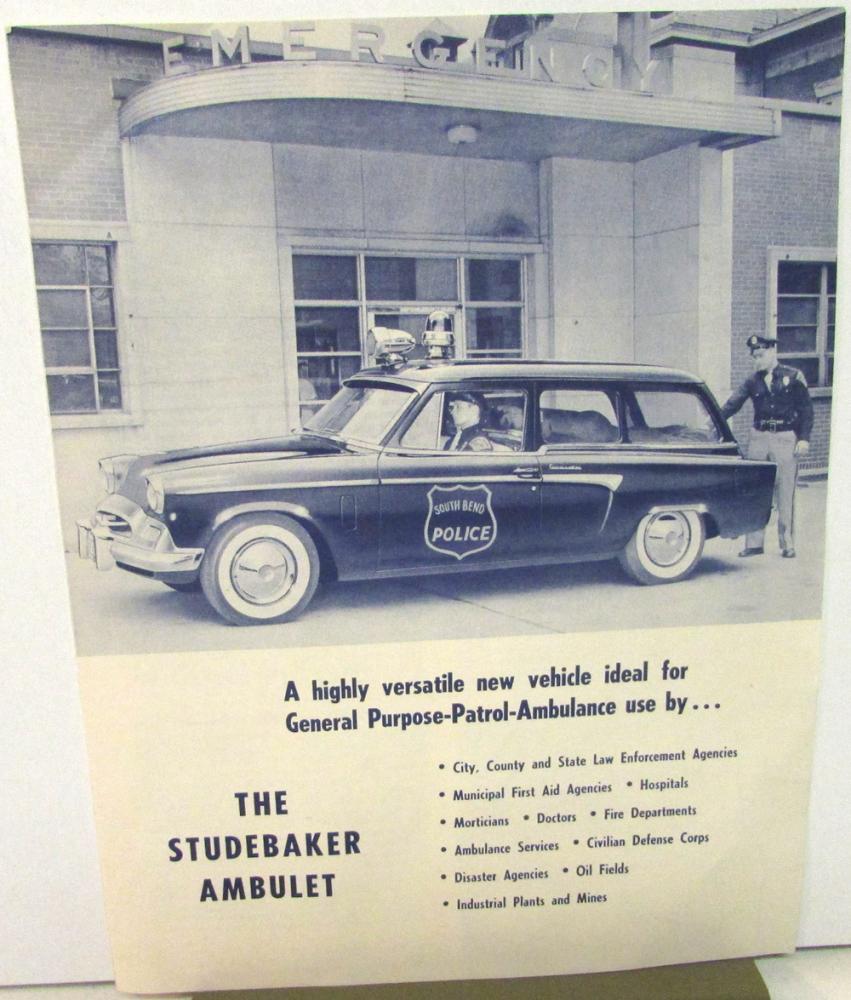 EMERGENCY
SOUTH BEND
POLICE
A highly versatile new vehicle ideal for
General Purpose-Patrol-Ambulance use by...
THE
STUDEBAKER
AMBULET
• City, County and State Law Enforcement Agencies
• Municipal First Aid Agencies • Hospitals
• Morticians • Doctors • Fire Departments
• Ambulance Services • Civilian Defense Corps
• Disaster Agencies • Oil Fields
• Industrial Plants and Mines